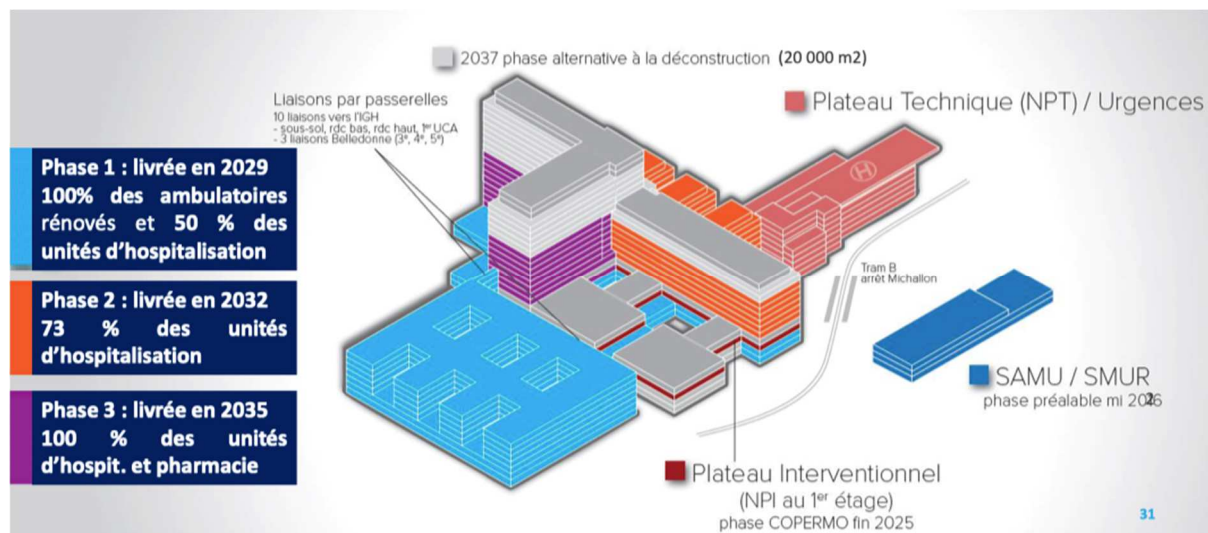 2037 phase alternative à la déconstruction (20 000 m2)
Liaisons par passerelles
10 liaisons vers l'IGH
- sous-sol, rdc bas, rdc haut, 1er UCA
- 3 liaisons Belledonne (3e, 4e, 5e)
Plateau Technique (NPT) / Urgences
Phase 1 : livrée en 2029
100% des ambulatoires
rénovés et 50 % des
unités d'hospitalisation
Phase 2 : livrée en 2032
73 % des unités
d'hospitalisation
Phase 3 : livrée en 2035
100 % des unités
d'hospit. et pharmacie
H
Tram B
arrêt Michallon
SAMU / SMUR
phase préalable mi
Plateau Interventionnel
(NPI au 1er étage)
phase COPERMO fin 2025
31